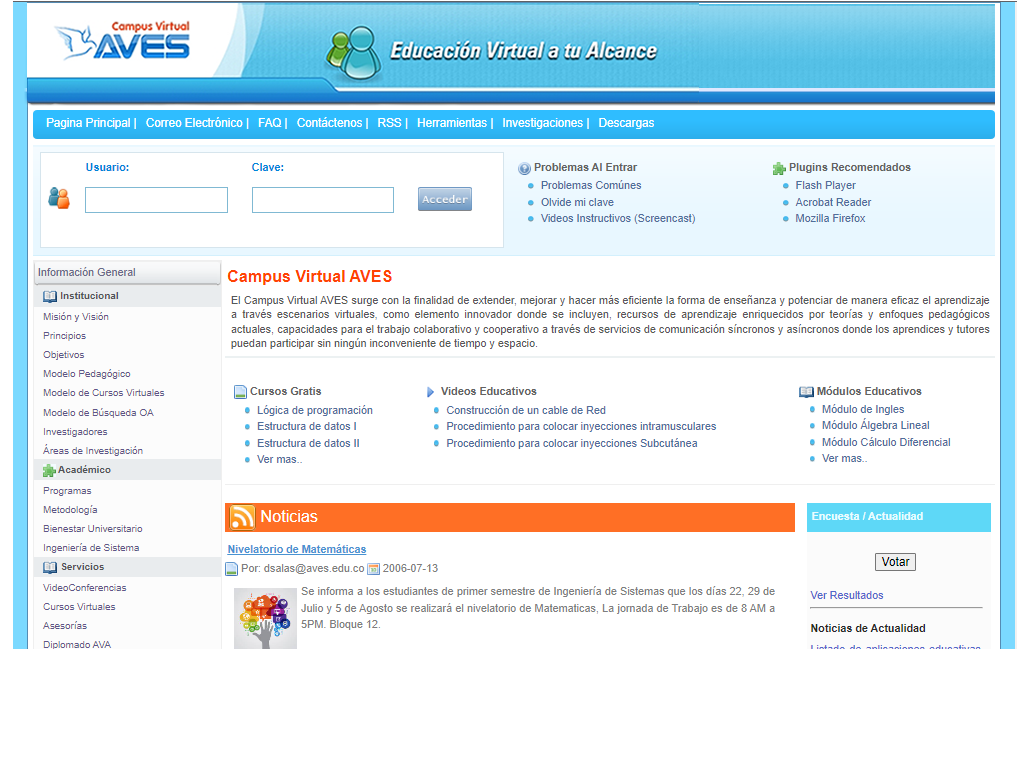 Campus Virtual
AVES
Educación Virtual a tu Alcance
Pagina Principal | Correo Electrónico | FAQ | Contáctenos | RSS | Herramientas | Investigaciones | Descargas
Usuario:
Clave:
Acceder
Problemas Al Entrar
Problemas Comúnes
Olvide mi clave
Videos Instructivos (Screencast)
Plugins Recomendados
Flash Player
Acrobat Reader
Mozilla Firefox
Información General
Institucional
Misión y Visión
Principios
Objetivos
Modelo Pedagógico
Modelo de Cursos Virtuales
Modelo de Búsqueda OA
Investigadores
Áreas de Investigación
Académico
Programas
Metodología
Bienestar Universitario
Ingeniería de Sistema
Servicios
VideoConferencias
Cursos Virtuales
Asesorías
Diplomado AVA
Campus Virtual AVES
El Campus Virtual AVES surge con la finalidad de extender, mejorar y hacer más eficiente la forma de enseñanza y potenciar de manera eficaz el aprendizaje
a través escenarios virtuales, como elemento innovador donde se incluyen, recursos de aprendizaje enriquecidos por teorías y enfoques pedagógicos
actuales, capacidades para el trabajo colaborativo y cooperativo a través de servicios de comunicación síncronos y asíncronos donde los aprendices y tutores
puedan participar sin ningún inconveniente de tiempo y espacio.
Cursos Gratis
Lógica de programación
Estructura de datos I
Estructura de datos II
Ver mas..
Videos Educativos
Construcción de un cable de Red
Procedimiento para colocar inyecciones intramusculares
Procedimiento para colocar inyecciones Subcutánea
Módulos Educativos
Módulo de Ingles
Módulo Álgebra Lineal
Módulo Cálculo Diferencial
Ver mas..
Noticias
Nivelatorio de Matemáticas
Por: dsalas@aves.edu.co 2006-07-13
Se informa a los estudiantes de primer semestre de Ingeniería de Sistemas que los días 22, 29 de
Julio y 5 de Agosto se realizará el nivelatorio de Matematicas, La jornada de Trabajo es de 8 AM a
5PM. Bloque 12.
Encuesta / Actualidad
Votar
Ver Resultados
Noticias de Actualidad
Listado de aplicaciones educativas